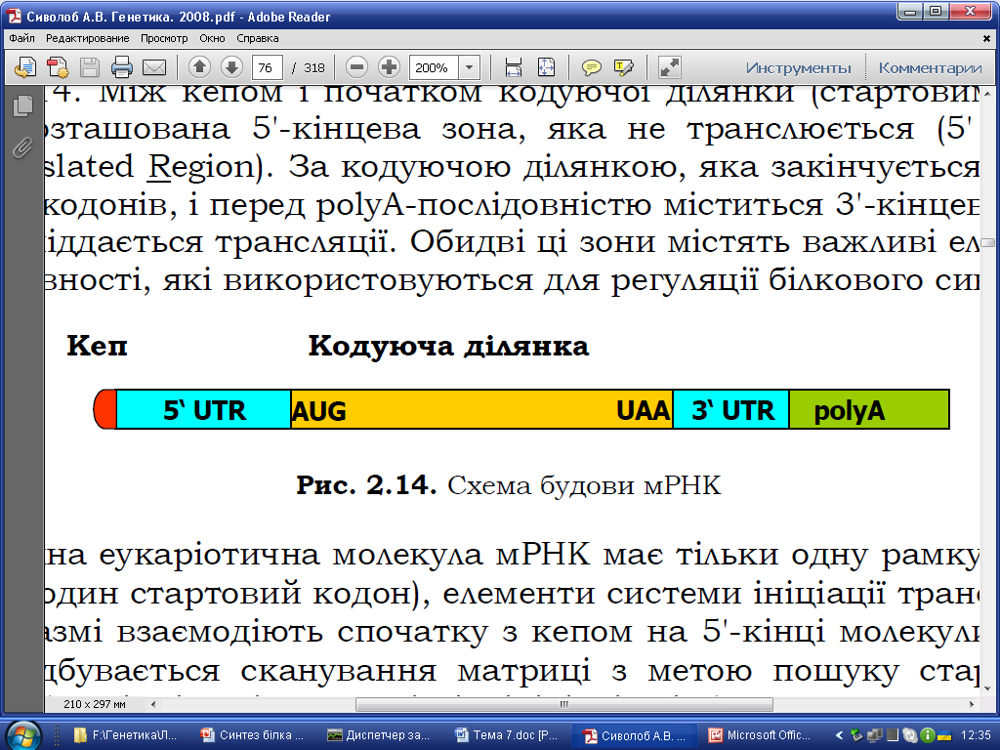 Сиволоб А.В. Генетика. 2008.pdf - Adobe Reader
Файл Редактирование Просмотр Окно Справка
76 / 318 200% Инструменты Комментарии
14. Між кепом і початком кодуючої ділянки (стартовим
озташована 5'-кінцева зона, яка не транслюється (5'
slated Region). За кодуючою ділянкою, яка закінчується
кодонів, і перед polyA-послідовністю міститься 3'-кінцев
іддається трансляції. Обидві ці зони містять важливі ел
вності, які використовуються для регуляції білкового син
Кеп Кодуюча ділянка
5' UTR AUG UAA 3' UTR polyA
Рис. 2.14. Схема будови мРНК
на еукаріотична молекула мРНК має тільки одну рамку
один стартовий кодон), елементи системи ініціації тран
азмі взаємодіють спочатку з кепом на 5'-кінці молекули
дбувається сканування матриці з метою пошуку стар
210 x 297 мм
F:\Генетика\Л... Синтез білка ... Диспетчер за... Тема 7.doc [Р... Сиволоб А.В. ... Microsoft Offic... 12:35